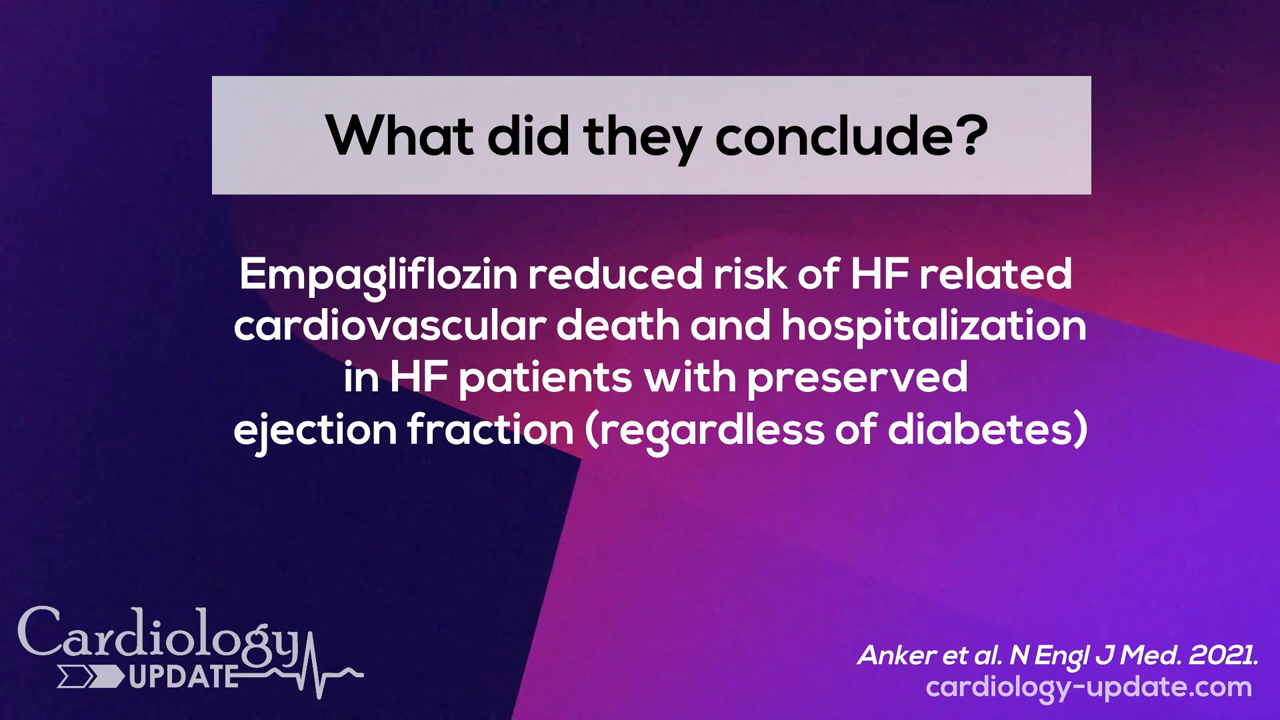 What did they conclude?
Empagliflozin reduced risk of HF related
cardiovascular death and hospitalization
in HF patients with preserved
ejection fraction (regardless of diabetes)
Cardiology
UPDATE
Anker et al. N Engl J Med. 2021.
cardiology-update.com